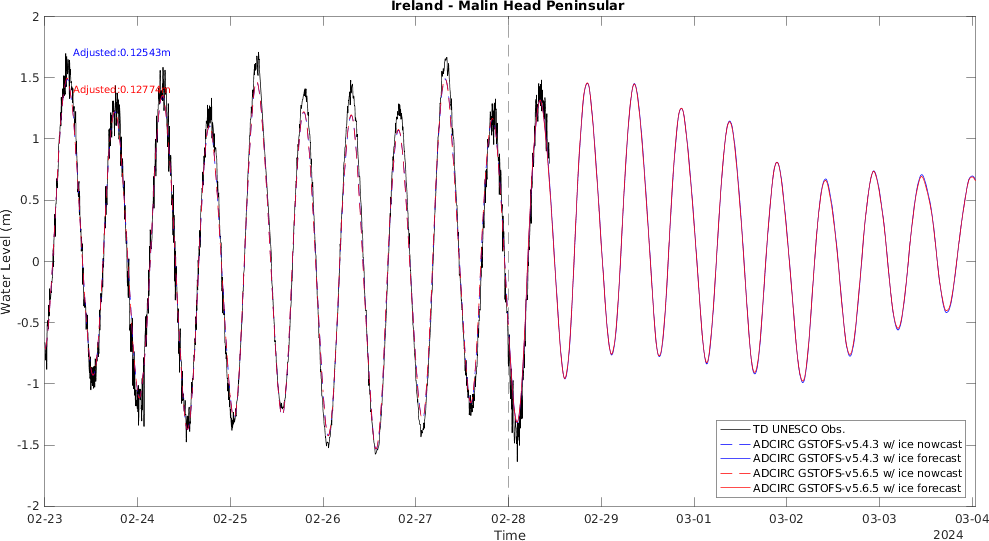 Ireland - Malin Head Peninsular
2
Adjusted:0.12543m
1.5
Adjusted:0.12774m
1
0.5
0
-0.5
-1
-1.5
-2
Water Level (m)
TD UNESCO Obs.
ADCIRC GSTOFS-v5.4.3 w/ ice nowcast
ADCIRC GSTOFS-v5.4.3 w/ ice forecast
ADCIRC GSTOFS-v5.6.5 w/ ice nowcast
ADCIRC GSTOFS-v5.6.5 w/ ice forecast
02-23 02-24 02-25 02-26 02-27 02-28 02-29 03-01 03-02 03-03 03-04
Time
2024